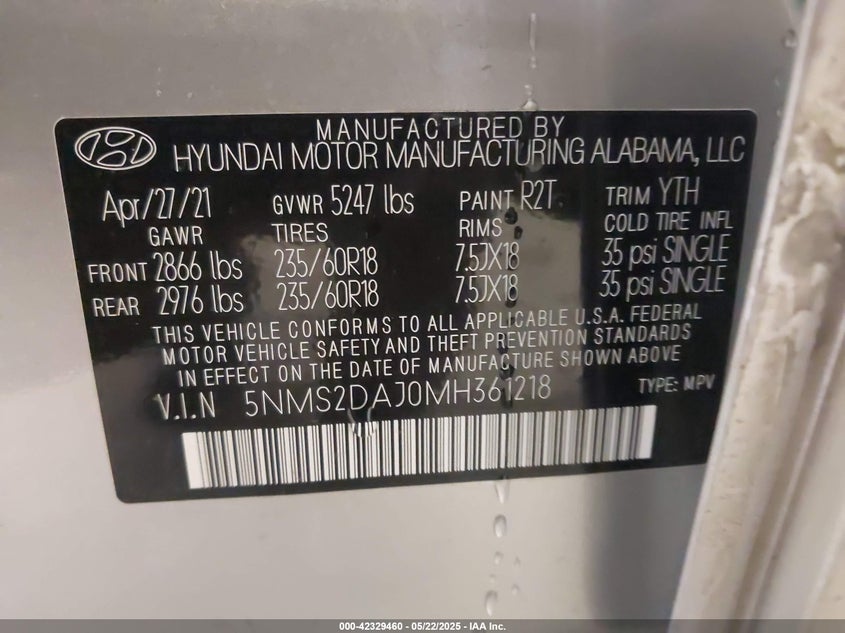 MANUFACTURED BY
HYUNDAI MOTOR MANUFACTURING ALABAMA, LLC
Apr/27/21 GVWR 5247 lbs PAINT R2T TRIM YTH
GAWR TIRES RIMS COLD TIRE INFL
FRONT 2866 lbs 235/60R18 7.5JX18 35 psi SINGLE
REAR 2976 lbs 235/60R18 7.5JX18 35 psi SINGLE
THIS VEHICLE CONFORMS TO ALL APPLICABLE U.S.A. FEDERAL
MOTOR VEHICLE SAFETY AND THEFT PREVENTION STANDARDS
IN EFFECT ON THE DATE OF MANUFACTURE SHOWN ABOVE
V.I.N 5NMS2DAJ0MH361218 TYPE: MPV
000-42329460 - 05/22/2025 - IAA Inc.